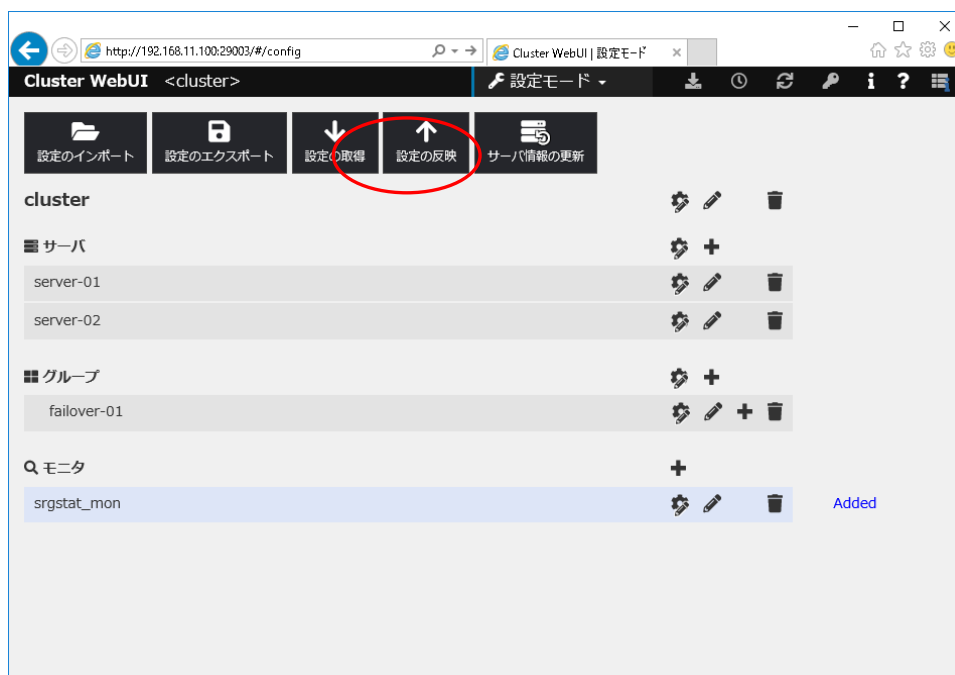 http://192.168.11.100:29003/#/config
Cluster WebUI | 設定モード
Cluster WebUI <cluster> 設定モード
設定のインポート 設定のエクスポート 設定の取得 設定の反映 サーバ情報の更新
cluster
サーバ
server-01
server-02
グループ
failover-01
モニタ
srgstat_mon Added